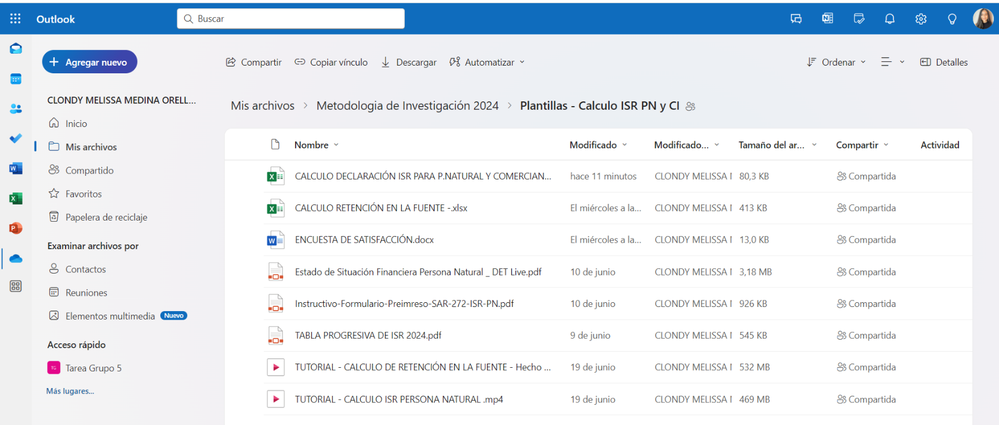 Outlook
Buscar
Agregar nuevo
Compartir Copiar vínculo Descargar Automatizar
Ordenar Detalles
CLONDY MELISSA MEDINA ORELL...
Inicio
Mis archivos
Compartido
Favoritos
Papelera de reciclaje
Examinar archivos por
Contactos
Reuniones
Elementos multimedia Nuevo
Acceso rápido
TG Tarea Grupo 5
Más lugares...
Mis archivos > Metodologia de Investigación 2024 > Plantillas - Calculo ISR PN y CI
Nombre Modificado Modificado... Tamaño del ar... Compartir Actividad
CALCULO DECLARACIÓN ISR PARA P.NATURAL Y COMERCIAN... hace 11 minutos CLONDY MELISSA 80,3 KB Compartida
CALCULO RETENCIÓN EN LA FUENTE -.xlsx El miércoles a la... CLONDY MELISSA 413 KB Compartida
ENCUESTA DE SATISFACCIÓN.docx El miércoles a la... CLONDY MELISSA 13,0 KB Compartida
Estado de Situación Financiera Persona Natural _ DET Live.pdf 10 de junio CLONDY MELISSA 3,18 MB Compartida
Instructivo-Formulario-Preimreso-SAR-272-ISR-PN.pdf 10 de junio CLONDY MELISSA 926 KB Compartida
TABLA PROGRESIVA DE ISR 2024.pdf 9 de junio CLONDY MELISSA 545 KB Compartida
TUTORIAL - CALCULO DE RETENCIÓN EN LA FUENTE - Hecho ... 19 de junio CLONDY MELISSA 532 MB Compartida
TUTORIAL - CALCULO ISR PERSONA NATURAL .mp4 19 de junio CLONDY MELISSA 469 MB Compartida